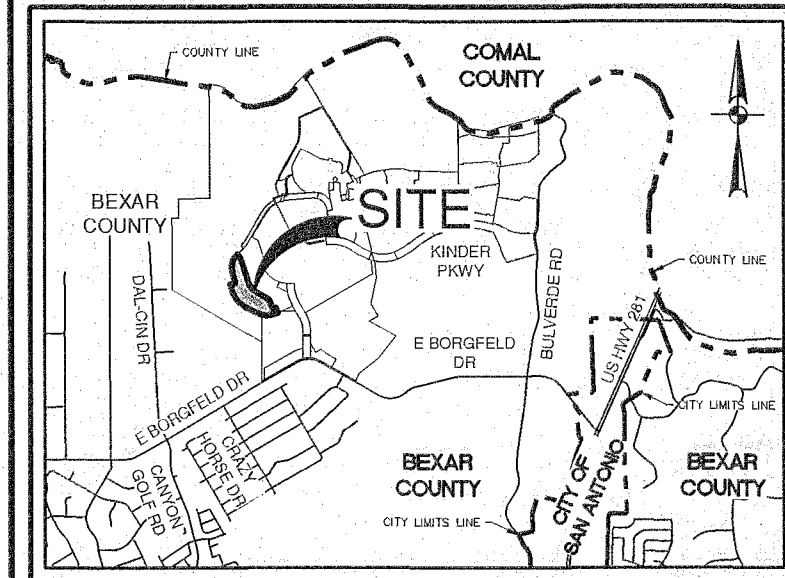 COUNTY LINE
COMAL
COUNTY
BEXAR
COUNTY
SITE
DAL-CIN DR
KINDER
PKWY
BULVERDE RD
COUNTY LINE
US HWY 281
E BORGFELD
DR
E BORGFELD DR
CITY LIMITS LINE
CANYON
GOLF RD
CRAZY
HORSE DR
BEXAR
COUNTY
CITY OF
SAN ANTONIO
BEXAR
COUNTY
CITY LIMITS LINE